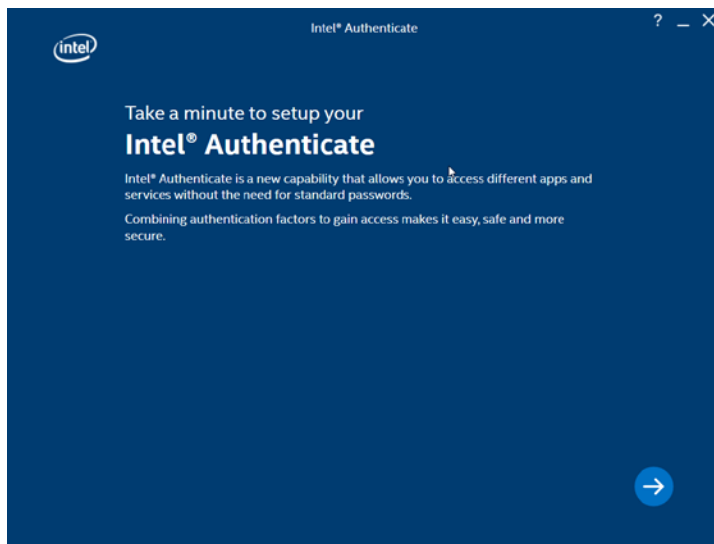 Intel® Authenticate
? _ X
intel
Take a minute to setup your
Intel® Authenticate
Intel® Authenticate is a new capability that allows you to access different apps and
services without the need for standard passwords.
Combining authentication factors to gain access makes it easy, safe and more
secure.